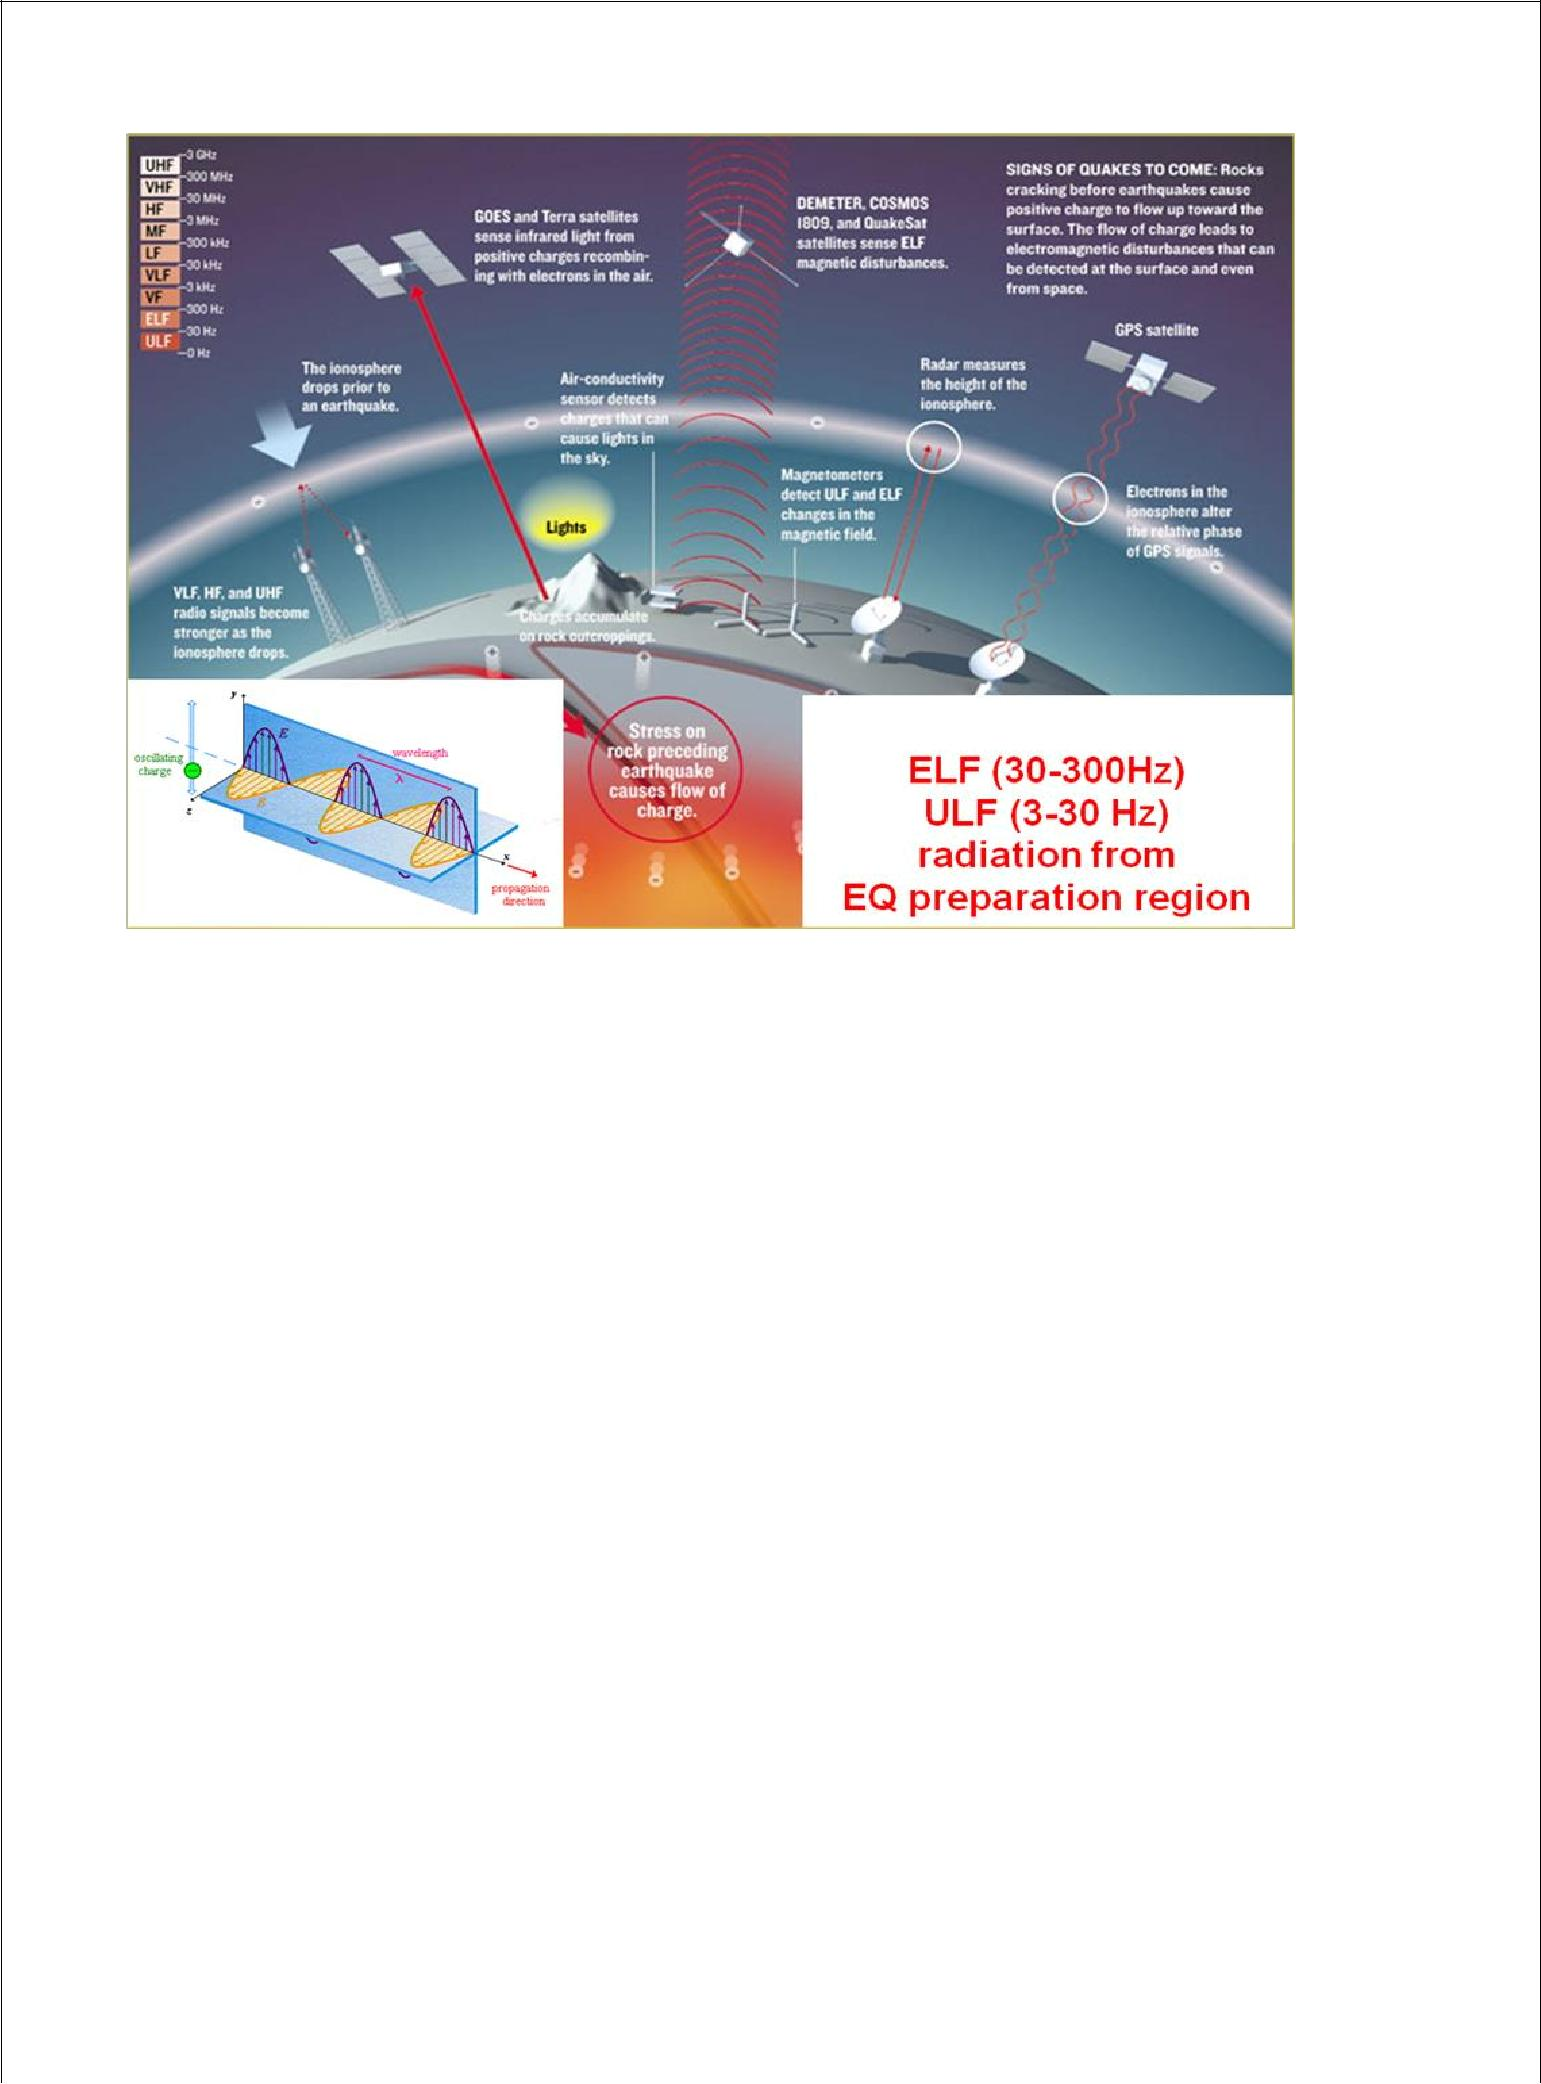 UHF
VHF
HF
MF
LF
VLF
VF
ELF
ULF
3 GHz
300 MHz
30 MHz
3 MHz
300 kHz
30 kHz
3 kHz
300 Hz
30 Hz
0 Hz
GOES and Terra satellites
sense infrared light from
positive charges recombin-
ing with electrons in the air.
DEMETER, COSMOS
1809, and QuakeSat
satellites sense ELF
magnetic disturbances.
SIGNS OF QUAKES TO COME: Rocks
cracking before earthquakes cause
positive charge to flow up toward the
surface. The flow of charge leads to
electromagnetic disturbances that can
be detected at the surface and even
from space.
GPS satellite
The ionosphere
drops prior to
an earthquake.
Air-conductivity
sensor detects
charges that can
cause lights in
the sky.
Radar measures
the height of the
ionosphere.
Magnetometers
detect ULF and ELF
changes in the
magnetic field.
Electrons in the
ionosphere alter
the relative phase
of GPS signals.
Lights
VLF, HF, and UHF
radio signals become
stronger as the
ionosphere drops.
Charges accumulate
on rock outcroppings.
Stress on
rock preceding
earthquake
causes flow of
charge.
y
E
wavelength
λ
oscillating
charge
B
z
x
propagation
direction
ELF (30-300Hz)
ULF (3-30 Hz)
radiation from
EQ preparation region